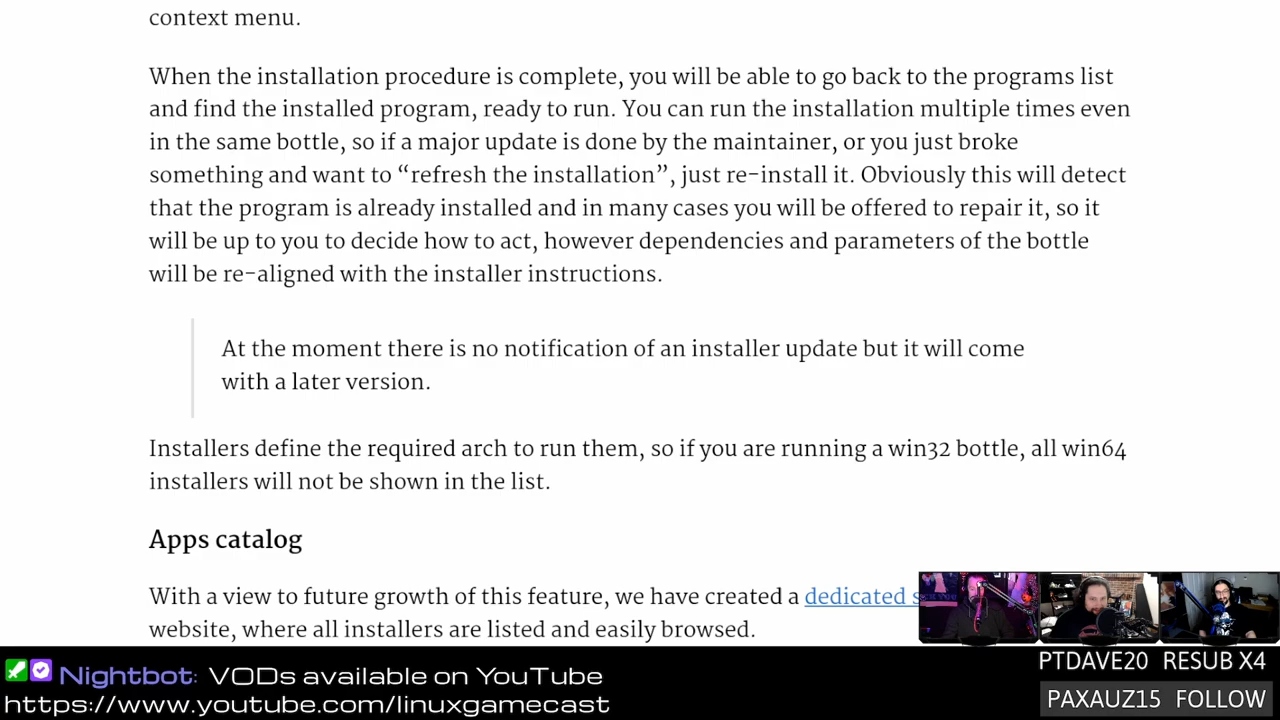 context menu.
When the installation procedure is complete, you will be able to go back to the programs list
and find the installed program, ready to run. You can run the installation multiple times even
in the same bottle, so if a major update is done by the maintainer, or you just broke
something and want to “refresh the installation”, just re-install it. Obviously this will detect
that the program is already installed and in many cases you will be offered to repair it, so it
will be up to you to decide how to act, however dependencies and parameters of the bottle
will be re-aligned with the installer instructions.
At the moment there is no notification of an installer update but it will come
with a later version.
Installers define the required arch to run them, so if you are running a win32 bottle, all win64
installers will not be shown in the list.
Apps catalog
With a view to future growth of this feature, we have created a dedicated
website, where all installers are listed and easily browsed.
Nightbot: VODs available on YouTube
https://www.youtube.com/linuxgamecast
PTDAVE20 RESUB X4
PAXAUZ15 FOLLOW